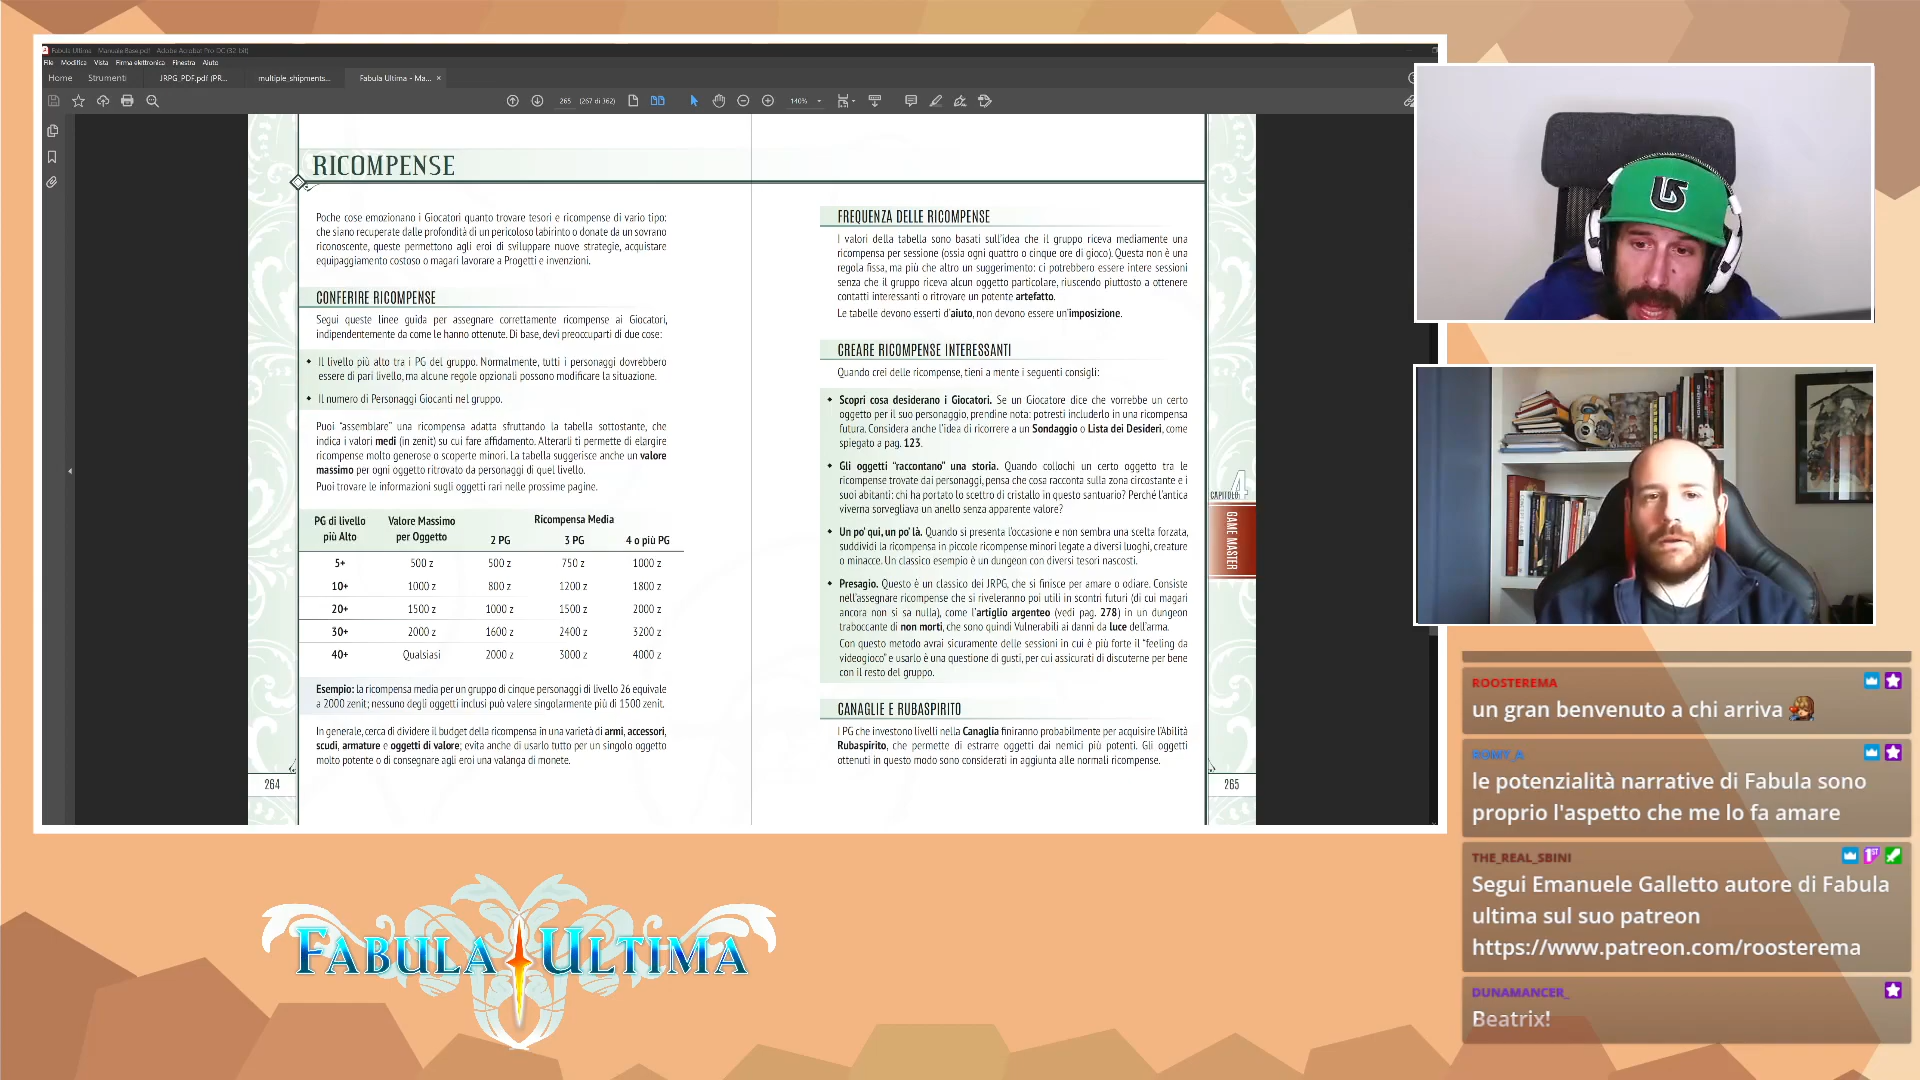 Fabula Ultima - Manuale Base.pdf - Adobe Acrobat Pro DC (32-bit)
File Modifica Vista Firma elettronica Aiuto
Home Strumenti JRPG_PDF.pdf (PR... multiple_shipments... Fabula Ultima - Ma... ×
265 (267 di 362) 140%
RICOMPENSE
Poche cose emozionano i Giocatori quanto trovare tesori e ricompense di vario tipo:
che siano recuperate dalle profondità di un pericoloso labirinto o donate da un sovrano
riconoscente, queste permettono agli eroi di sviluppare nuove strategie, acquistare
equipaggiamento costoso o magari lavorare a Progetti e invenzioni.
CONFERIRE RICOMPENSE
Segui queste linee guida per assegnare correttamente ricompense ai Giocatori,
indipendentemente da come le hanno ottenute. Di base, devi preoccuparti di due cose:
Il livello più alto tra i PG del gruppo. Normalmente, tutti i personaggi dovrebbero
essere di pari livello, ma alcune regole opzionali possono modificare la situazione.
Il numero di Personaggi Giocanti nel gruppo.
Puoi “assemblare” una ricompensa adatta sfruttando la tabella sottostante, che
indica i valori medi (in zenit) su cui fare affidamento. Alterarli ti permette di elargire
ricompense molto generose o scoperte minori. La tabella suggerisce anche un valore
massimo per ogni oggetto ritrovato da personaggi di quel livello.
Puoi trovare le informazioni sugli oggetti rari nelle prossime pagine.
PG di livello Valore Massimo Ricompensa Media
più Alto per Oggetto 2 PG 3 PG 4 o più PG
5+ 500 z 500 z 750 z 1000 z
10+ 1000 z 800 z 1200 z 1800 z
20+ 1500 z 1000 z 1500 z 2000 z
30+ 2000 z 1600 z 2400 z 3200 z
40+ Qualsiasi 2000 z 3000 z 4000 z
Esempio: la ricompensa media per un gruppo di cinque personaggi di livello 26 equivale
a 2000 zenit; nessuno degli oggetti inclusi può valere singolarmente più di 1500 zenit.
In generale, cerca di dividere il budget della ricompensa in una varietà di armi, accessori,
scudi, armature e oggetti di valore; evita anche di usarlo tutto per un singolo oggetto
molto potente o di consegnare agli eroi una valanga di monete.
264
FREQUENZA DELLE RICOMPENSE
I valori della tabella sono basati sull'idea che il gruppo riceva mediamente una
ricompensa per sessione (ossia ogni quattro o cinque ore di gioco). Questa non è una
regola fissa, ma più che altro un suggerimento: ci potrebbero essere intere sessioni
senza che il gruppo riceva alcun oggetto particolare, riuscendo piuttosto a ottenere
contatti interessanti o ritrovare un potente artefatto.
Le tabelle devono esserti d'aiuto, non devono essere un'imposizione.
CREARE RICOMPENSE INTERESSANTI
Quando crei delle ricompense, tieni a mente i seguenti consigli:
Scopri cosa desiderano i Giocatori. Se un Giocatore dice che vorrebbe un certo
oggetto per il suo personaggio, prendine nota: potresti includerlo in una ricompensa
futura. Considera anche l'idea di ricorrere a un Sondaggio o Lista dei Desideri, come
spiegato a pag. 123.
Gli oggetti “raccontano” una storia. Quando collochi un certo oggetto tra le
ricompense trovate dai personaggi, pensa che cosa racconta sulla zona circostante e i
suoi abitanti: chi ha portato lo scettro di cristallo in questo santuario? Perché l'antica
viverna sorvegliava un anello senza apparente valore?
Un po' qui, un po' là. Quando si presenta l'occasione e non sembra una scelta forzata,
suddividi la ricompensa in piccole ricompense minori legate a diversi luoghi, creature
o minacce. Un classico esempio è un dungeon con diversi tesori nascosti.
Presagio. Questo è un classico dei JRPG, che si finisce per amare o odiare. Consiste
nell'assegnare ricompense che si riveleranno poi utili in scontri futuri (di cui magari
ancora non si sa nulla), come l'artiglio argenteo (vedi pag. 278) in un dungeon
traboccante di non morti, che sono quindi Vulnerabili ai danni da luce dell'arma.
Con questo metodo avrai sicuramente delle sessioni in cui è più forte il “feeling da
videogioco” e usarlo è una questione di gusti, per cui assicurati di discuterne per bene
con il resto del gruppo.
CANAGLIE E RUBASPIRITO
I PG che investono livelli nella Canaglia finiranno probabilmente per acquisire l'Abilità
Rubaspirito, che permette di estrarre oggetti dai nemici più potenti. Gli oggetti
ottenuti in questo modo sono considerati in aggiunta alle normali ricompense.
CAPITOLO 4
GAME MASTER
265
FABULA ULTIMA
ROOSTEREMA
un gran benvenuto a chi arriva
ROMY_A
le potenzialità narrative di Fabula sono
proprio l'aspetto che me lo fa amare
THE_REAL_SBINI
Segui Emanuele Galletto autore di Fabula
ultima sul suo patreon
https://www.patreon.com/roosterema
DUNAMANCER_
Beatrix!